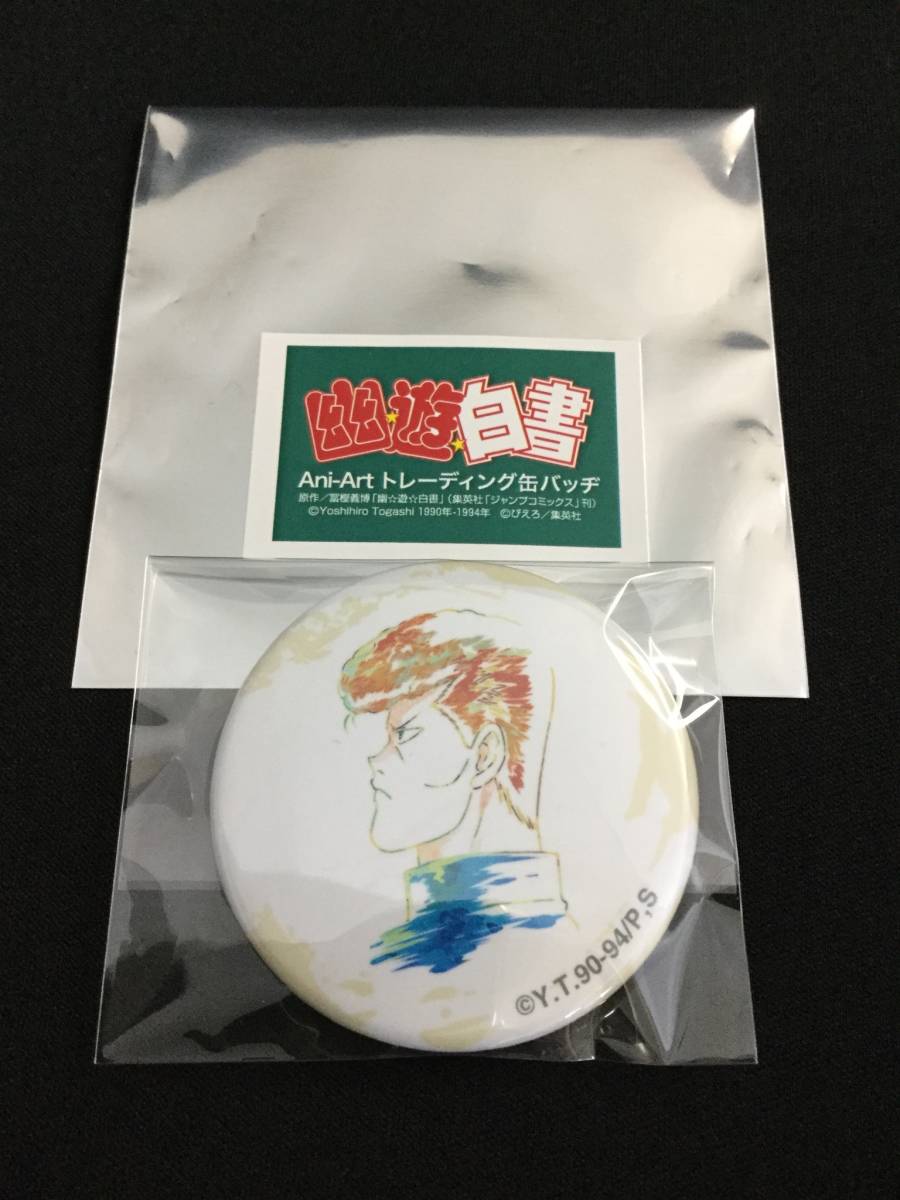 幽☆遊☆白書
Ani-Art トレーディング缶バッヂ
原作／冨樫義博「幽☆遊☆白書」（集英社「ジャンプコミックス」刊）
©Yoshihiro Togashi 1990年-1994年 ©ぴえろ／集英社
©Y.T.90-94/P,S